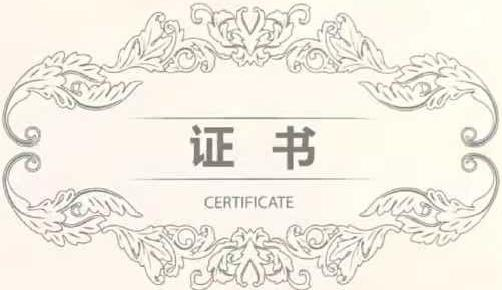 证 书
CERTIFICATE